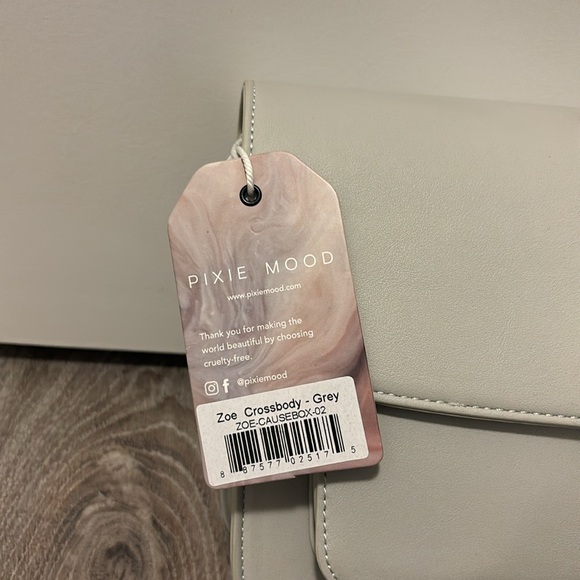 PIXIE MOOD
www.pixiemood.com
Thank you for making the
world beautiful by choosing
cruelty-free.
@pixiemood
Zoe Crossbody - Grey
ZOE-CAUSEBOX-02
8 87577 02517 5